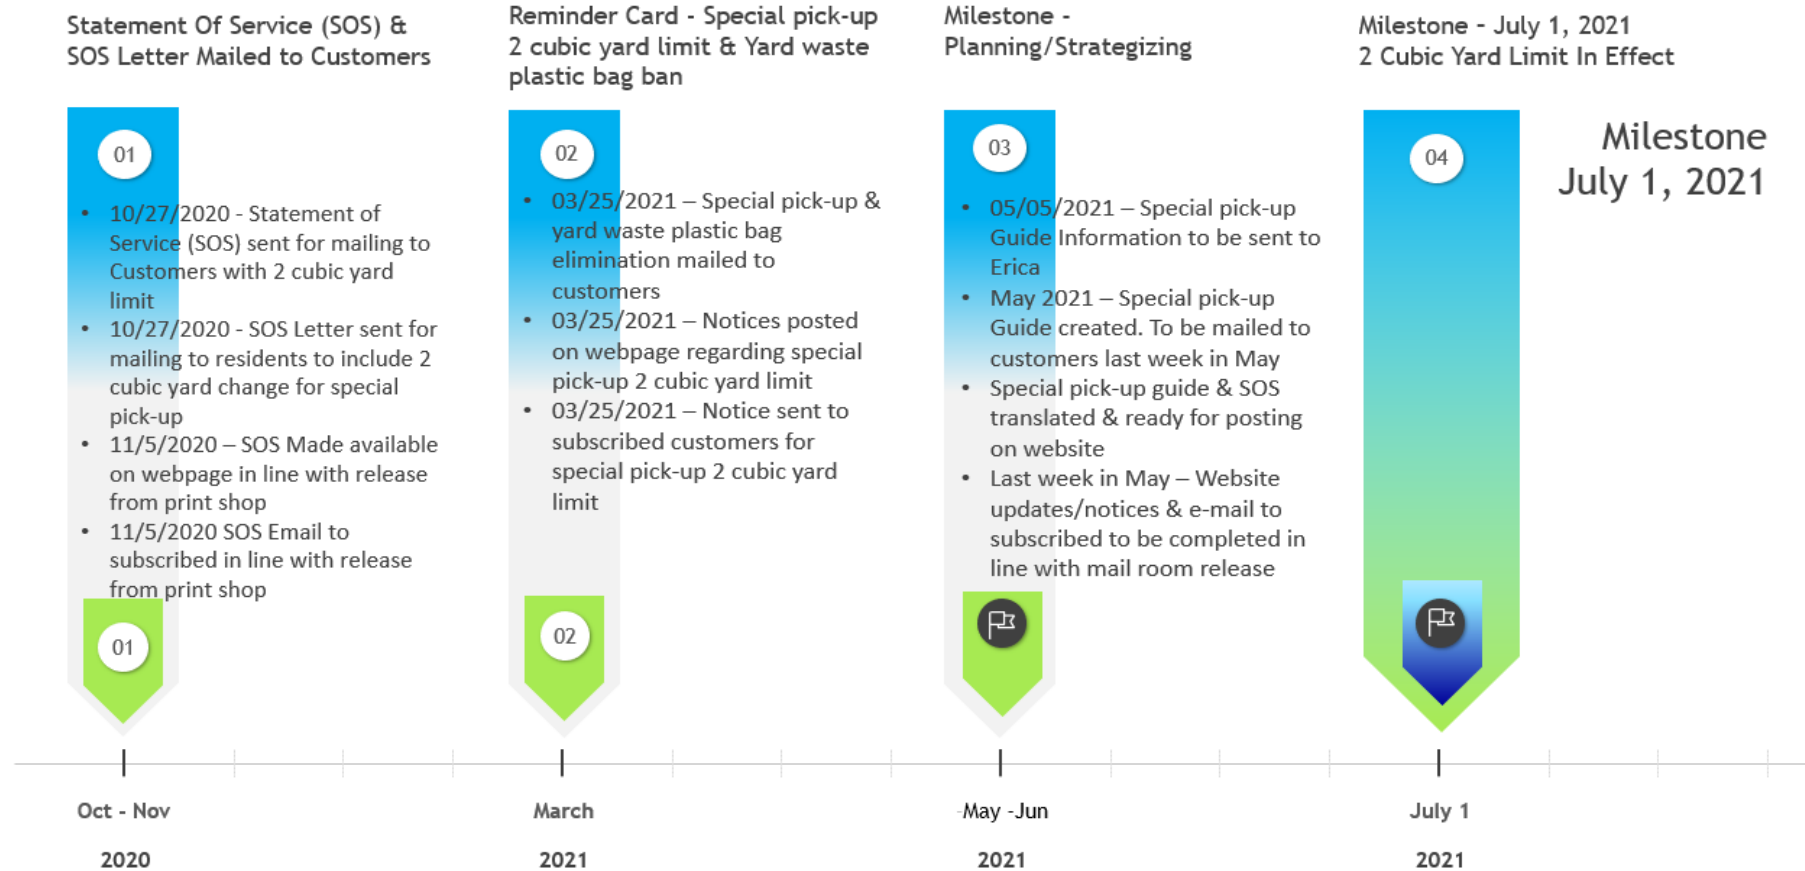 Statement Of Service (SOS) &
SOS Letter Mailed to Customers
01
• 10/27/2020 - Statement of
Service (SOS) sent for mailing to
Customers with 2 cubic yard
limit
• 10/27/2020 - SOS Letter sent for
mailing to residents to include 2
cubic yard change for special
pick-up
• 11/5/2020 – SOS Made available
on webpage in line with release
from print shop
• 11/5/2020 SOS Email to
subscribed in line with release
from print shop
01
Oct - Nov
2020
Reminder Card - Special pick-up
2 cubic yard limit & Yard waste
plastic bag ban
02
• 03/25/2021 – Special pick-up &
yard waste plastic bag
elimination mailed to
customers
• 03/25/2021 – Notices posted
on webpage regarding special
pick-up 2 cubic yard limit
• 03/25/2021 – Notice sent to
subscribed customers for
special pick-up 2 cubic yard
limit
02
March
2021
Milestone -
Planning/Strategizing
03
• 05/05/2021 – Special pick-up
Guide Information to be sent to
Erica
• May 2021 – Special pick-up
Guide created. To be mailed to
customers last week in May
• Special pick-up guide & SOS
translated & ready for posting
on website
• Last week in May – Website
updates/notices & e-mail to
subscribed to be completed in
line with mail room release
-May -Jun
2021
Milestone – July 1, 2021
2 Cubic Yard Limit In Effect
04
Milestone
July 1, 2021
July 1
2021